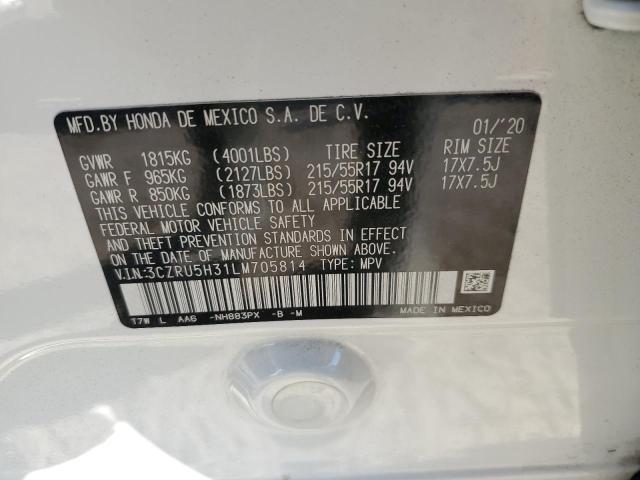 MFD.BY HONDA DE MEXICO S.A. DE C.V. 01/'20
GVWR 1815KG (4001LBS) TIRE SIZE RIM SIZE
GAWR F 965KG (2127LBS) 215/55R17 94V 17X7.5J
GAWR R 850KG (1873LBS) 215/55R17 94V 17X7.5J
THIS VEHICLE CONFORMS TO ALL APPLICABLE
FEDERAL MOTOR VEHICLE SAFETY
AND THEFT PREVENTION STANDARDS IN EFFECT
ON THE DATE OF MANUFACTURE SHOWN ABOVE.
V.I.N:3CZRU5H31LM705814 TYPE: MPV
T7W L AA6 -NH883PX -B -M MADE IN MEXICO